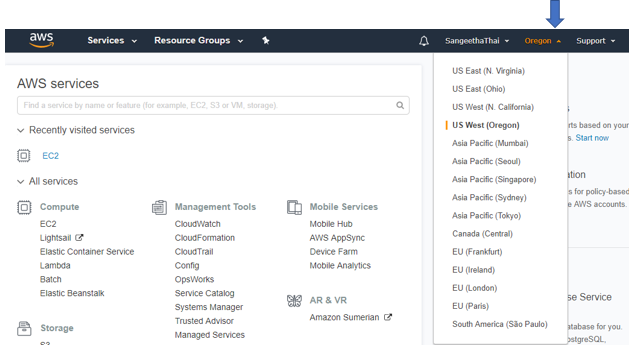 aws Services Resource Groups SangeethaThai Oregon Support
AWS services
Find a service by name or feature (for example, EC2, S3 or VM, storage).
Recently visited services
EC2
All services
Compute
EC2
Lightsail
Elastic Container Service
Lambda
Batch
Elastic Beanstalk
Storage
S3
Management Tools
CloudWatch
CloudFormation
CloudTrail
Config
OpsWorks
Service Catalog
Systems Manager
Trusted Advisor
Managed Services
Mobile Services
Mobile Hub
AWS AppSync
Device Farm
Mobile Analytics
AR & VR
Amazon Sumerian
US East (N. Virginia)
US East (Ohio)
US West (N. California)
US West (Oregon)
Asia Pacific (Mumbai)
Asia Pacific (Seoul)
Asia Pacific (Singapore)
Asia Pacific (Sydney)
Asia Pacific (Tokyo)
Canada (Central)
EU (Frankfurt)
EU (Ireland)
EU (London)
EU (Paris)
South America (São Paulo)
based on your
Start now
for policy-based
AWS accounts.
Service
for you.